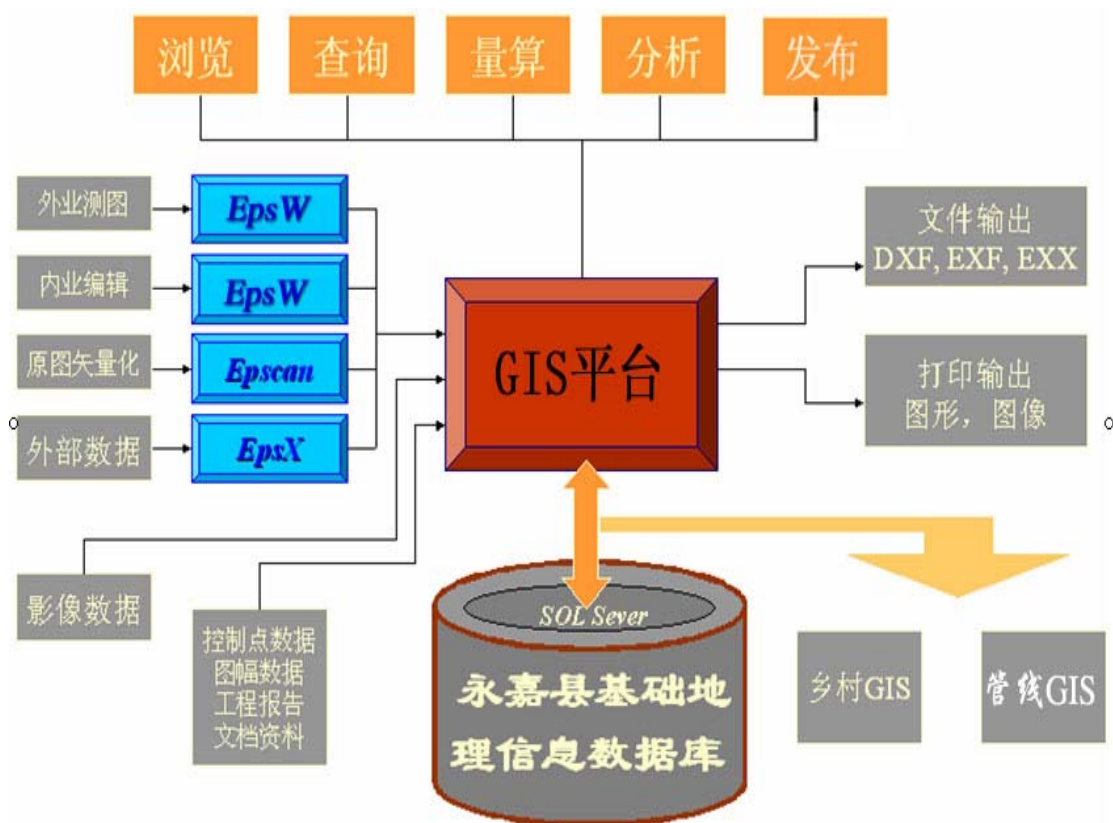 浏览
查询
量算
分析
发布
外业测图
EpsW
内业编辑
EpsW
原图矢量化
Epscan
外部数据
EpsX
GIS平台
文件输出
DXF, EXF, EXX
打印输出
图形，图像
影像数据
控制点数据
图幅数据
工程报告
文档资料
SOL Sever
永嘉县基础地
理信息数据库
乡村GIS
管线GIS